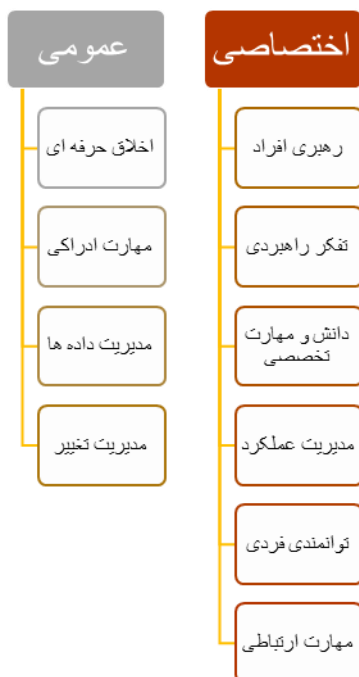 اختصاصی
رهبری افراد
تفکر راهبردی
دانش و مهارت
تخصصی
مدیریت عملکرد
توانمندی فردی
مهارت ارتباطی
عمومی
اخلاق حرفه ای
مهارت ادراکی
مدیریت داده ها
مدیریت تغییر